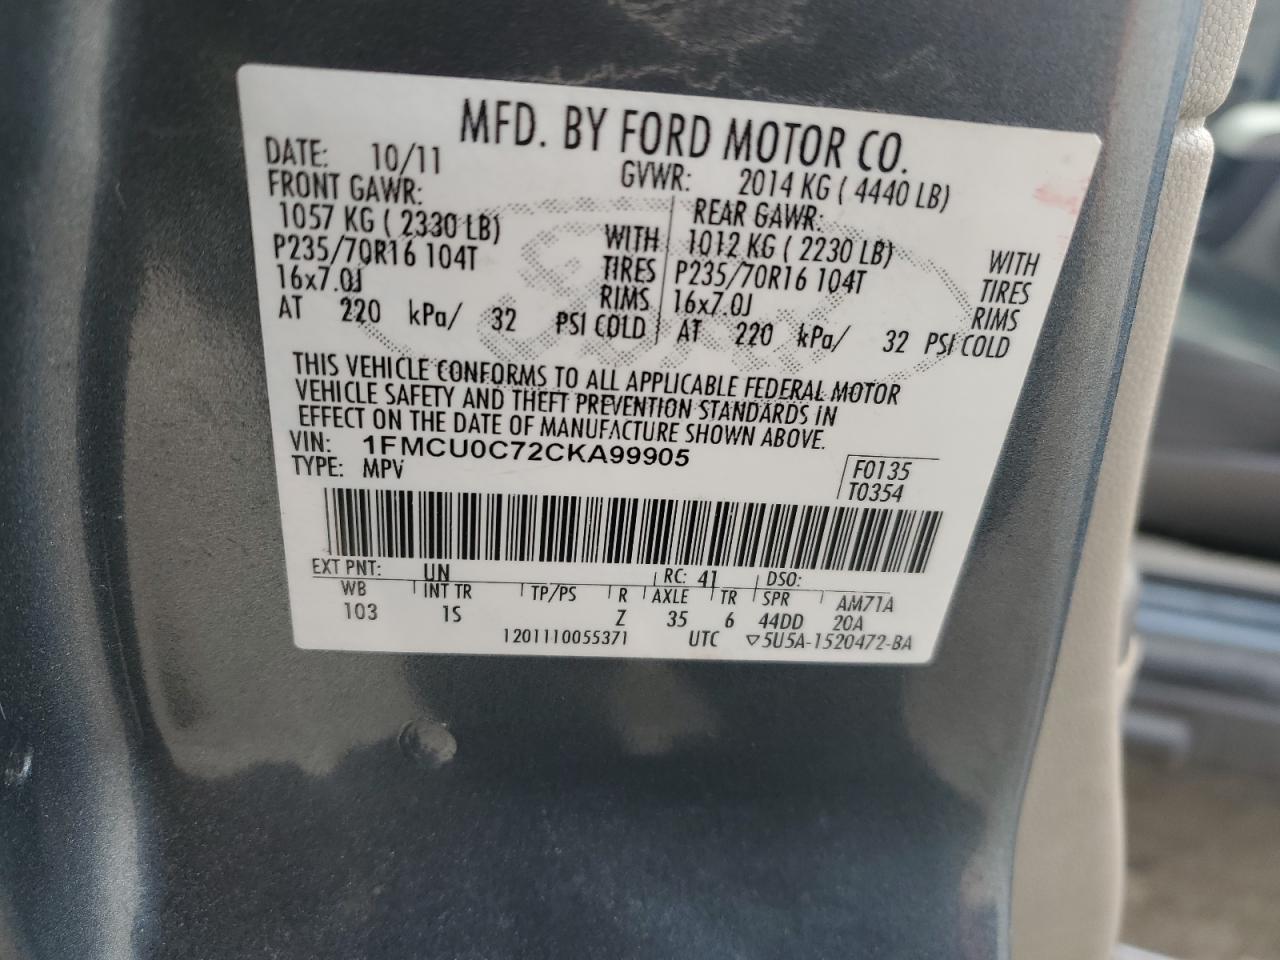 MFD. BY FORD MOTOR CO.
DATE: 10/11 GVWR: 2014 KG ( 4440 LB)
FRONT GAWR: REAR GAWR:
1057 KG ( 2330 LB) WITH 1012 KG ( 2230 LB) WITH
P235/70R16 104T TIRES P235/70R16 104T TIRES
16x7.0J RIMS 16x7.0J RIMS
AT 220 kPa/ 32 PSI COLD AT 220 kPa/ 32 PSI COLD
THIS VEHICLE CONFORMS TO ALL APPLICABLE FEDERAL MOTOR
VEHICLE SAFETY AND THEFT PREVENTION STANDARDS IN
EFFECT ON THE DATE OF MANUFACTURE SHOWN ABOVE.
VIN: 1FMCU0C72CKA99905
TYPE: MPV F0135
T0354
EXT PNT: UN RC: 41 DSO:
WB INT TR TP/PS R AXLE TR SPR AM71A
103 1S Z 35 6 44DD 20A
1201110055371 UTC ▽5U5A-1520472-BA